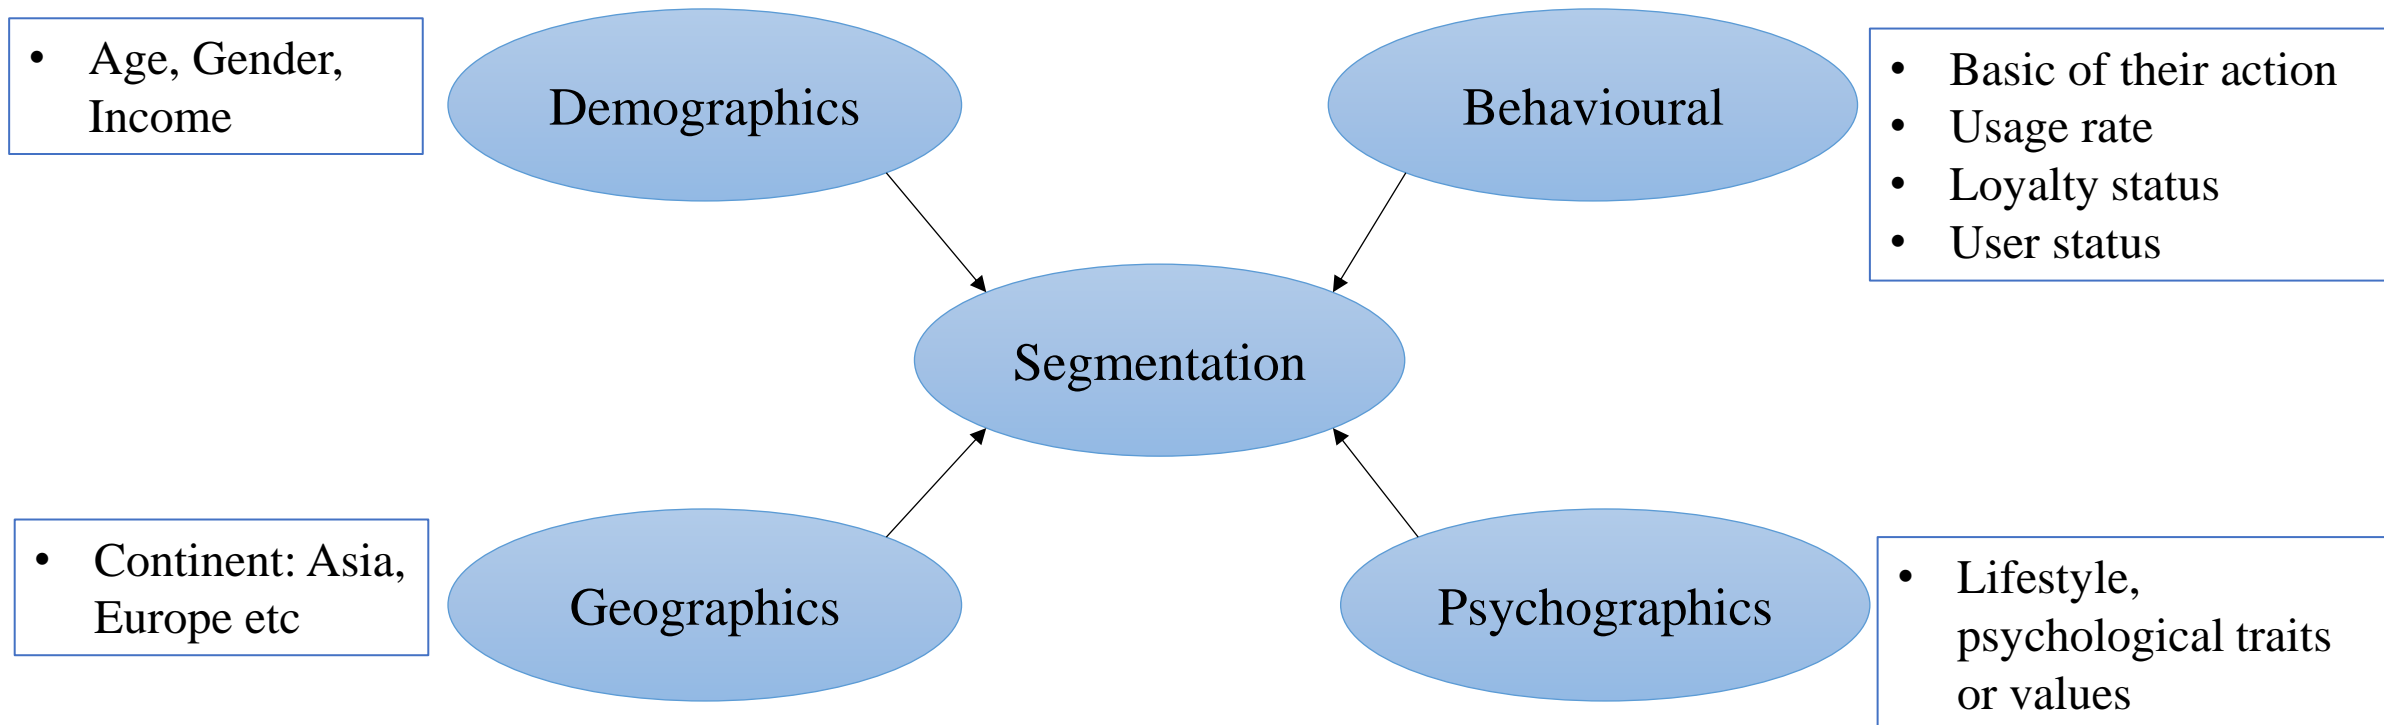 • Age, Gender,
Income
Demographics
Behavioural
• Basic of their action
• Usage rate
• Loyalty status
• User status
Segmentation
• Continent: Asia,
Europe etc
Geographics
Psychographics
• Lifestyle,
psychological traits
or values